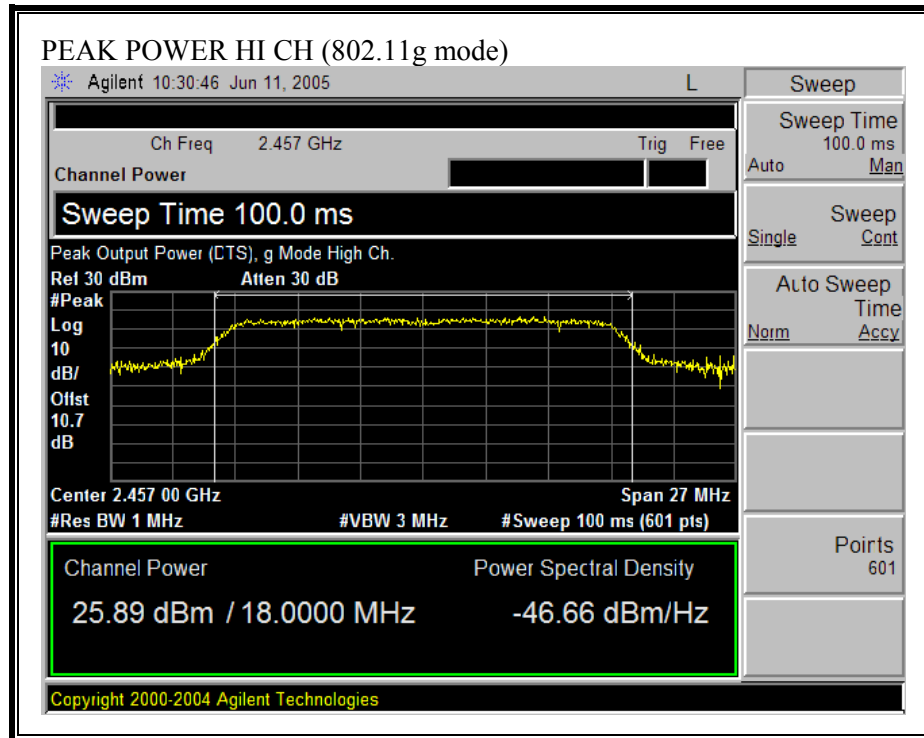 PEAK POWER HI CH (802.11g mode)
Agilent 10:30:46 Jun 11, 2005 L
Sweep
Ch Freq 2.457 GHz Trig Free
Channel Power
Sweep Time
100.0 ms
Auto Man
Sweep Time 100.0 ms
Sweep
Single Cont
Peak Output Power (DTS), g Mode High Ch.
Ref 30 dBm Atten 30 dB
#Peak
Log
10
dB/
Offst
10.7
dB
Auto Sweep
Time
Norm Accy
Center 2.457 00 GHz Span 27 MHz
#Res BW 1 MHz #VBW 3 MHz #Sweep 100 ms (601 pts)
Points
601
Channel Power Power Spectral Density
25.89 dBm / 18.0000 MHz -46.66 dBm/Hz
Copyright 2000-2004 Agilent Technologies